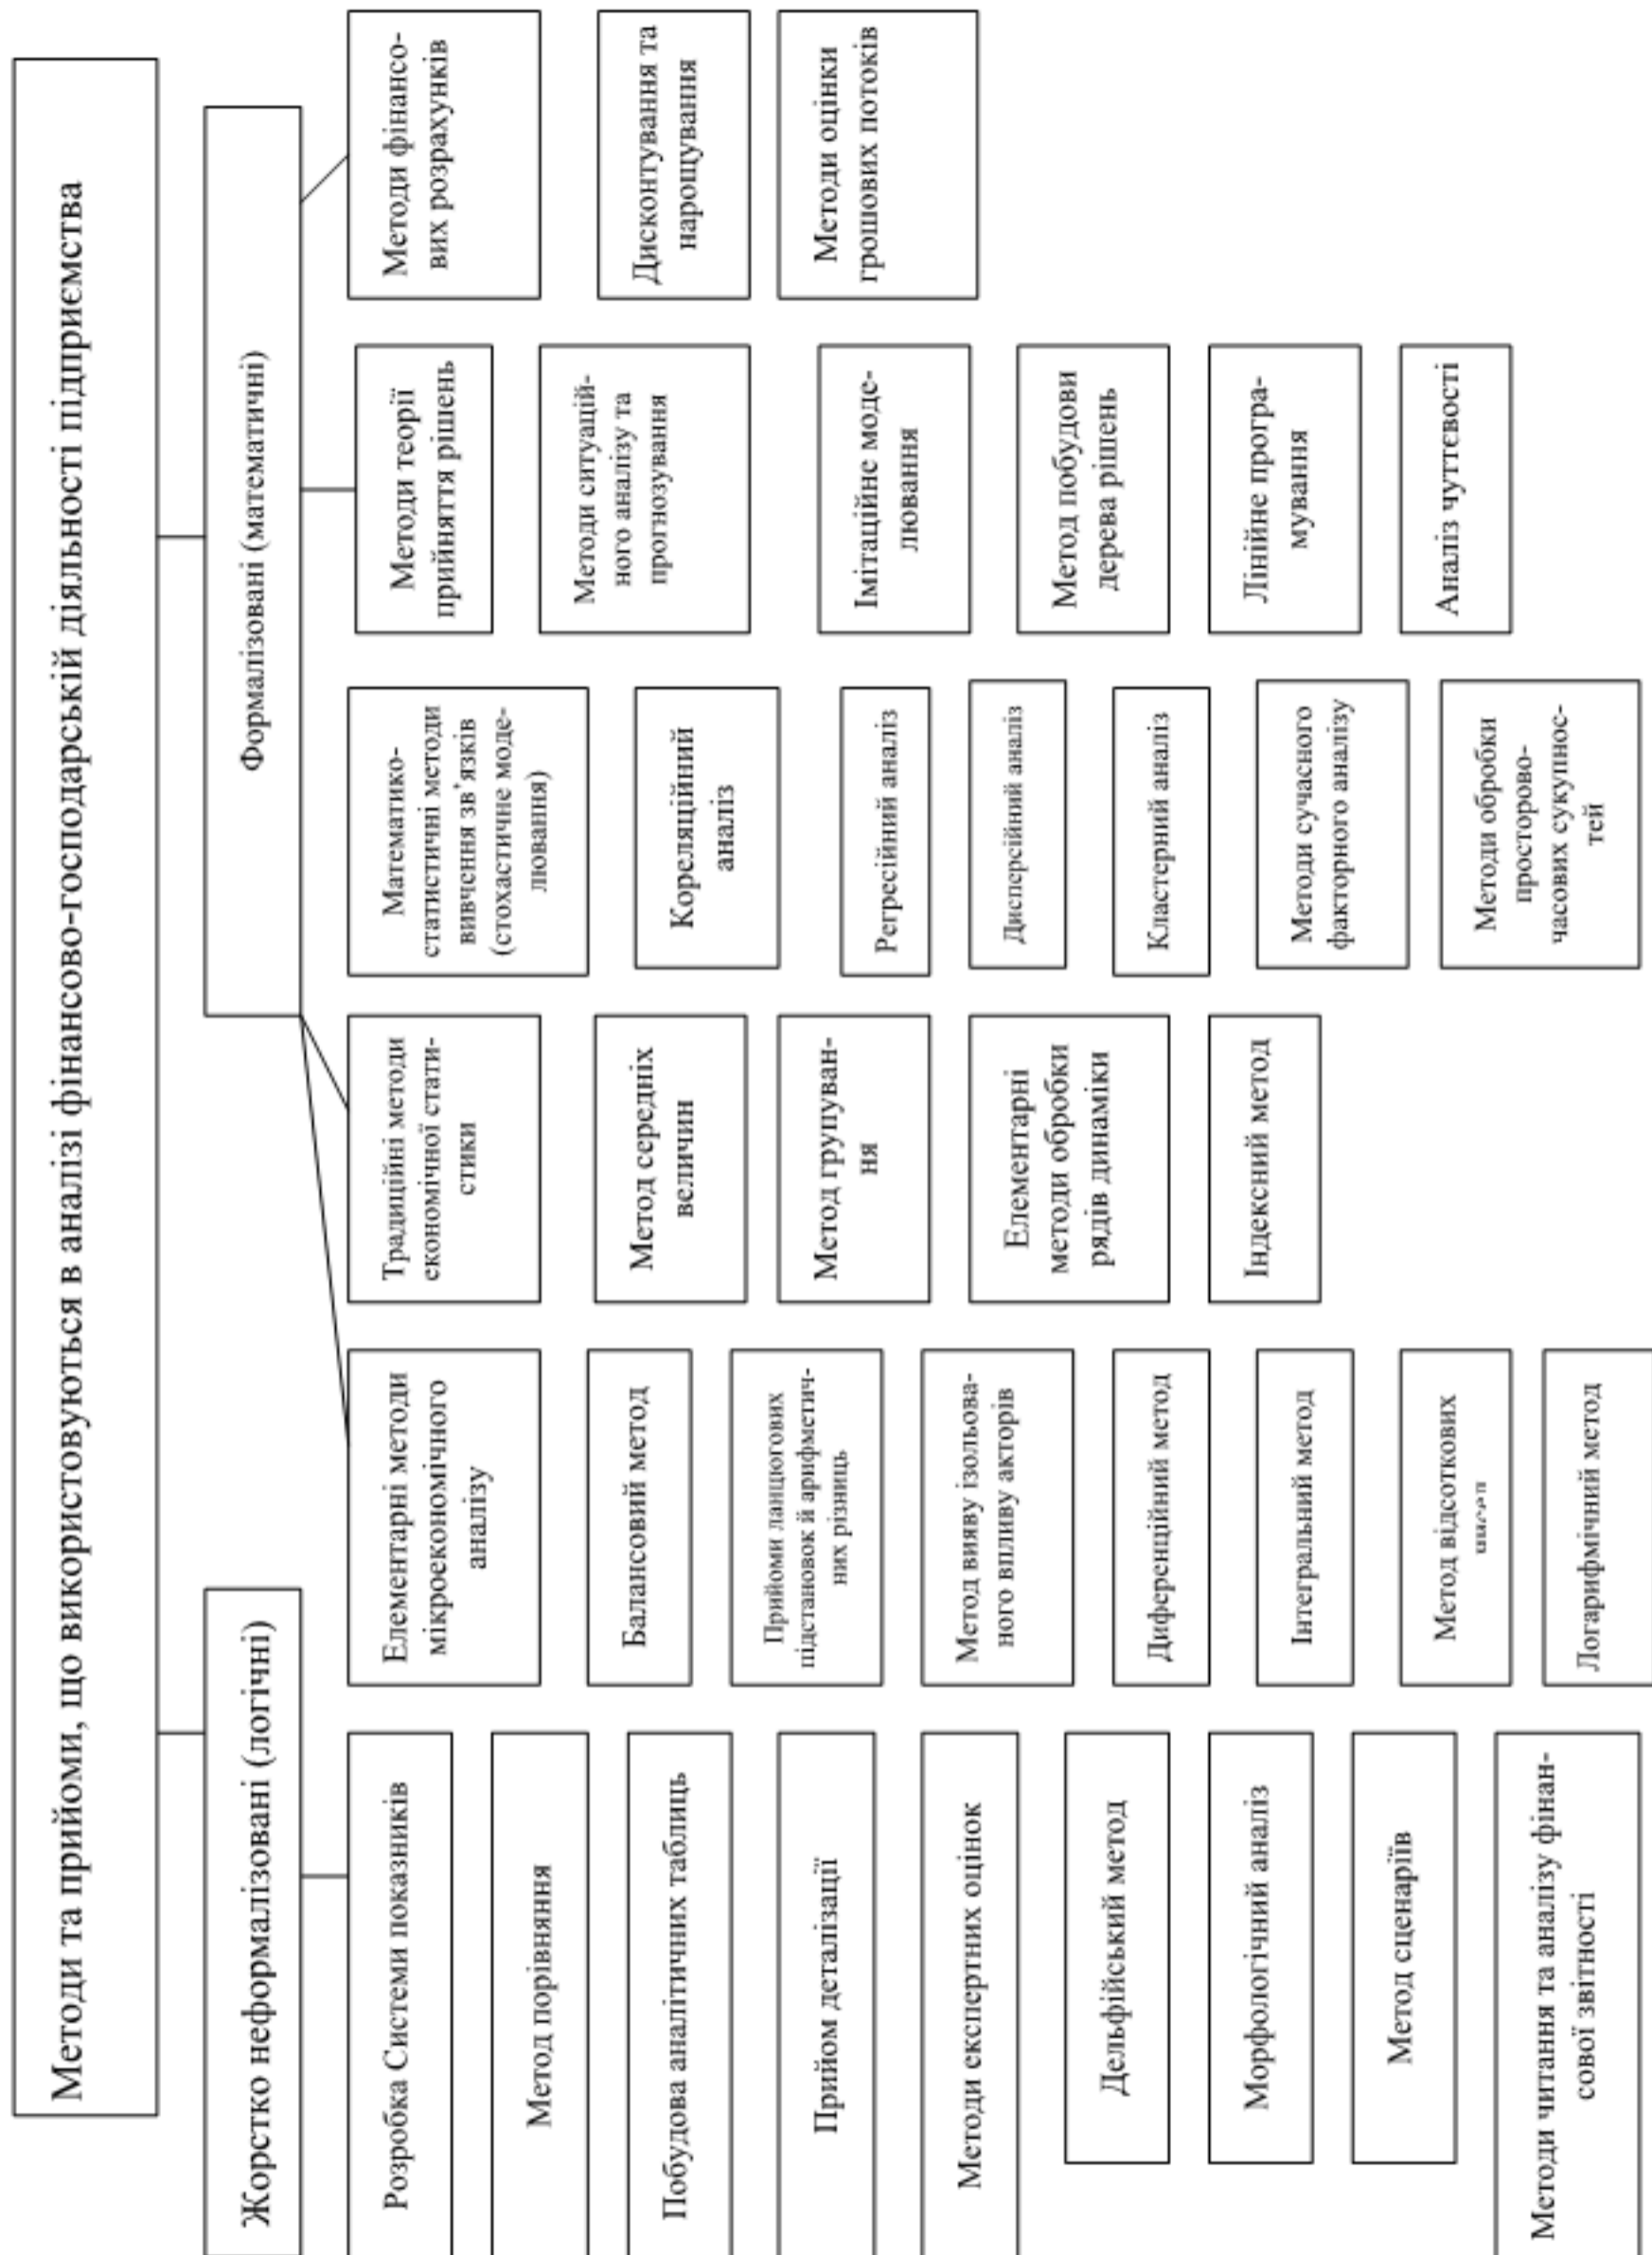 Методи та прийоми, що використовуються в аналізі фінансово-господарській діяльності підприємства
Жорстко неформалізовані (логічні)
Розробка Системи показників
Метод порівняння
Побудова аналітичних таблиць
Прийом деталізації
Методи експертних оцінок
Дельфійський метод
Морфологічний аналіз
Метод сценаріїв
Методи читання та аналізу фінан-
сової звітності
Формалізовані (математичні)
Елементарні методи
мікроекономічного
аналізу
Балансовий метод
Прийоми ланцюгових
підстановок й арифметич-
них різниць
Метод вияву ізольова-
ного впливу акторів
Диференційний метод
Інтегральний метод
Метод відсоткових
Логарифмічний метод
Традиційні методи
економічної стати-
стики
Метод середніх
величин
Метод групуван-
ня
Елементарні
методи обробки
рядів динаміки
Індексний метод
Математико-
статистичні методи
вивчення зв'язків
(стохастичне моде-
лювання)
Кореляційний
аналіз
Регресійний аналіз
Дисперсійний аналіз
Кластерний аналіз
Методи сучасного
факторного аналізу
Методи обробки
просторово-
часових сукупнос-
тей
Методи теорії
прийняття рішень
Методи ситуацій-
ного аналізу та
прогнозування
Імітаційне моде-
лювання
Метод побудови
дерева рішень
Лінійне програ-
мування
Аналіз чуттєвості
Методи фінансо-
вих розрахунків
Дисконтування та
нарощування
Методи оцінки
грошових потоків